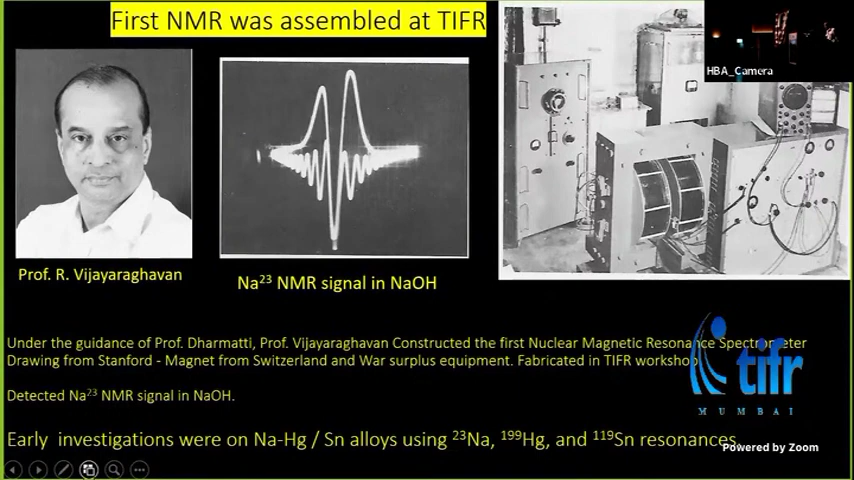 First NMR was assembled at TIFR
HBA_Camera
Prof. R. Vijayaraghavan
Na²³ NMR signal in NaOH
Under the guidance of Prof. Dharmatti, Prof. Vijayaraghavan Constructed the first Nuclear Magnetic Resonance Spectrometer
Drawing from Stanford - Magnet from Switzerland and War surplus equipment. Fabricated in TIFR workshop
Detected Na²³ NMR signal in NaOH.
tifr
MUMBAI
Early investigations were on Na-Hg / Sn alloys using ²³Na, ¹⁹⁹Hg, and ¹¹⁹Sn resonances
Powered by Zoom